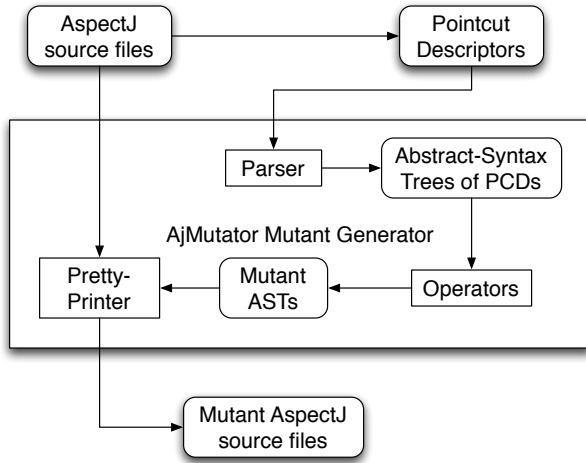 AspectJ
source files
Pointcut
Descriptors
Parser
Abstract-Syntax
Trees of PCDs
AjMutator Mutant Generator
Pretty-
Printer
Mutant
ASTs
Operators
Mutant AspectJ
source files